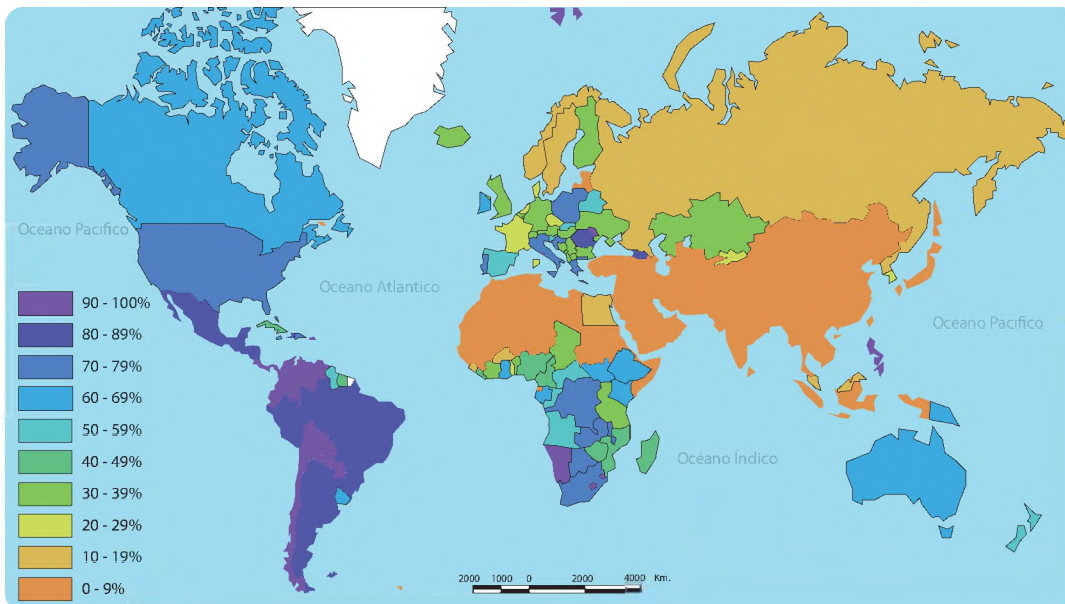 Oceano Pacifico
Oceano Atlantico
Oceano Pacifico
Océano Índico
90 - 100%
80 - 89%
70 - 79%
60 - 69%
50 - 59%
40 - 49%
30 - 39%
20 - 29%
10 - 19%
0 - 9%
2000 1000 0 2000 4000 Km.